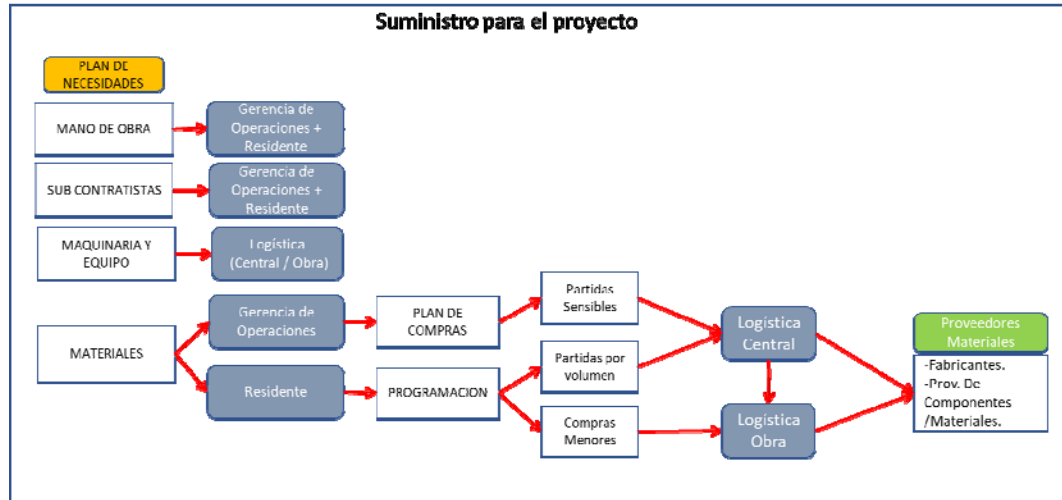 Suministro para el proyecto
PLAN DE
NECESIDADES
MANO DE OBRA
Gerencia de
Operaciones +
Residente
SUB CONTRATISTAS
Gerencia de
Operaciones +
Residente
MAQUINARIA Y
EQUIPO
Logística
(Central / Obra)
MATERIALES
Gerencia de
Operaciones
Residente
PLAN DE
COMPRAS
PROGRAMACION
Partidas
Sensibles
Partidas por
volumen
Compras
Menores
Logística
Central
Logística
Obra
Proveedores
Materiales
-Fabricantes.
-Prov. De
Componentes
/Materiales.